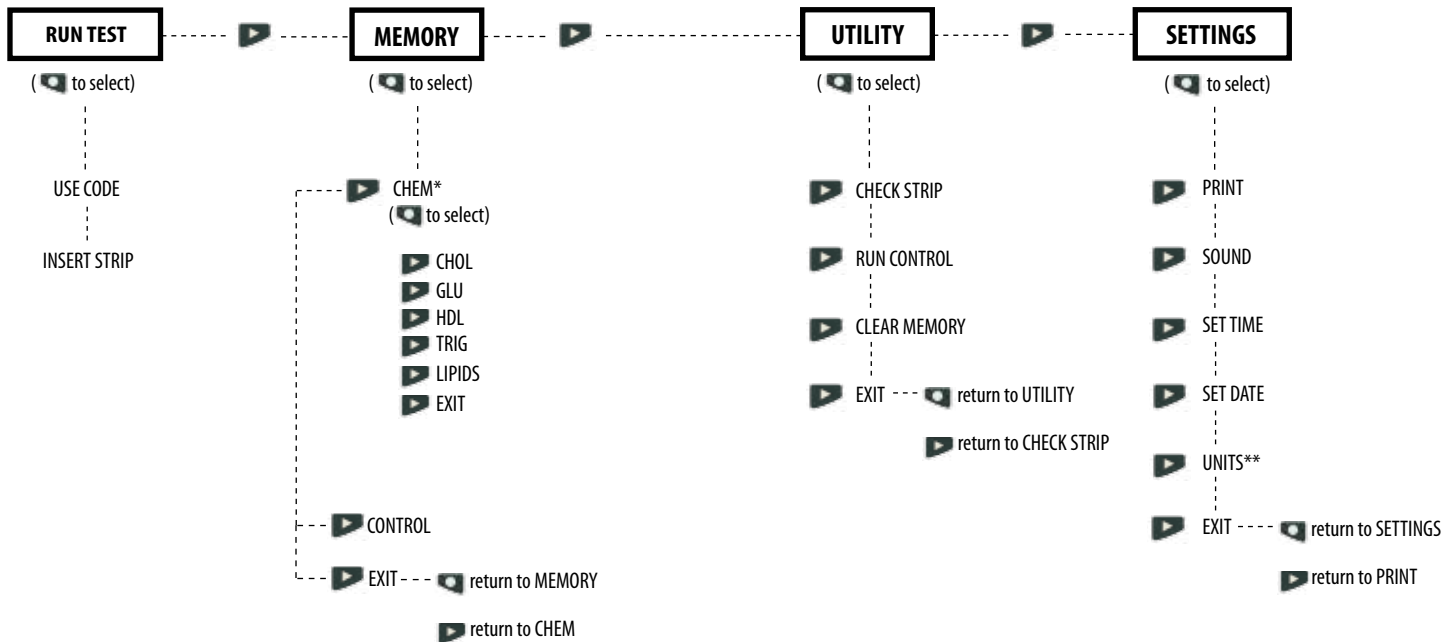 RUN TEST
MEMORY
UTILITY
SETTINGS
( to select)
( to select)
( to select)
( to select)
USE CODE
INSERT STRIP
CHEM*
( to select)
CHOL
GLU
HDL
TRIG
LIPIDS
EXIT
CONTROL
EXIT
return to MEMORY
return to CHEM
CHECK STRIP
RUN CONTROL
CLEAR MEMORY
EXIT
return to UTILITY
return to CHECK STRIP
PRINT
SOUND
SET TIME
SET DATE
UNITS**
EXIT
return to SETTINGS
return to PRINT